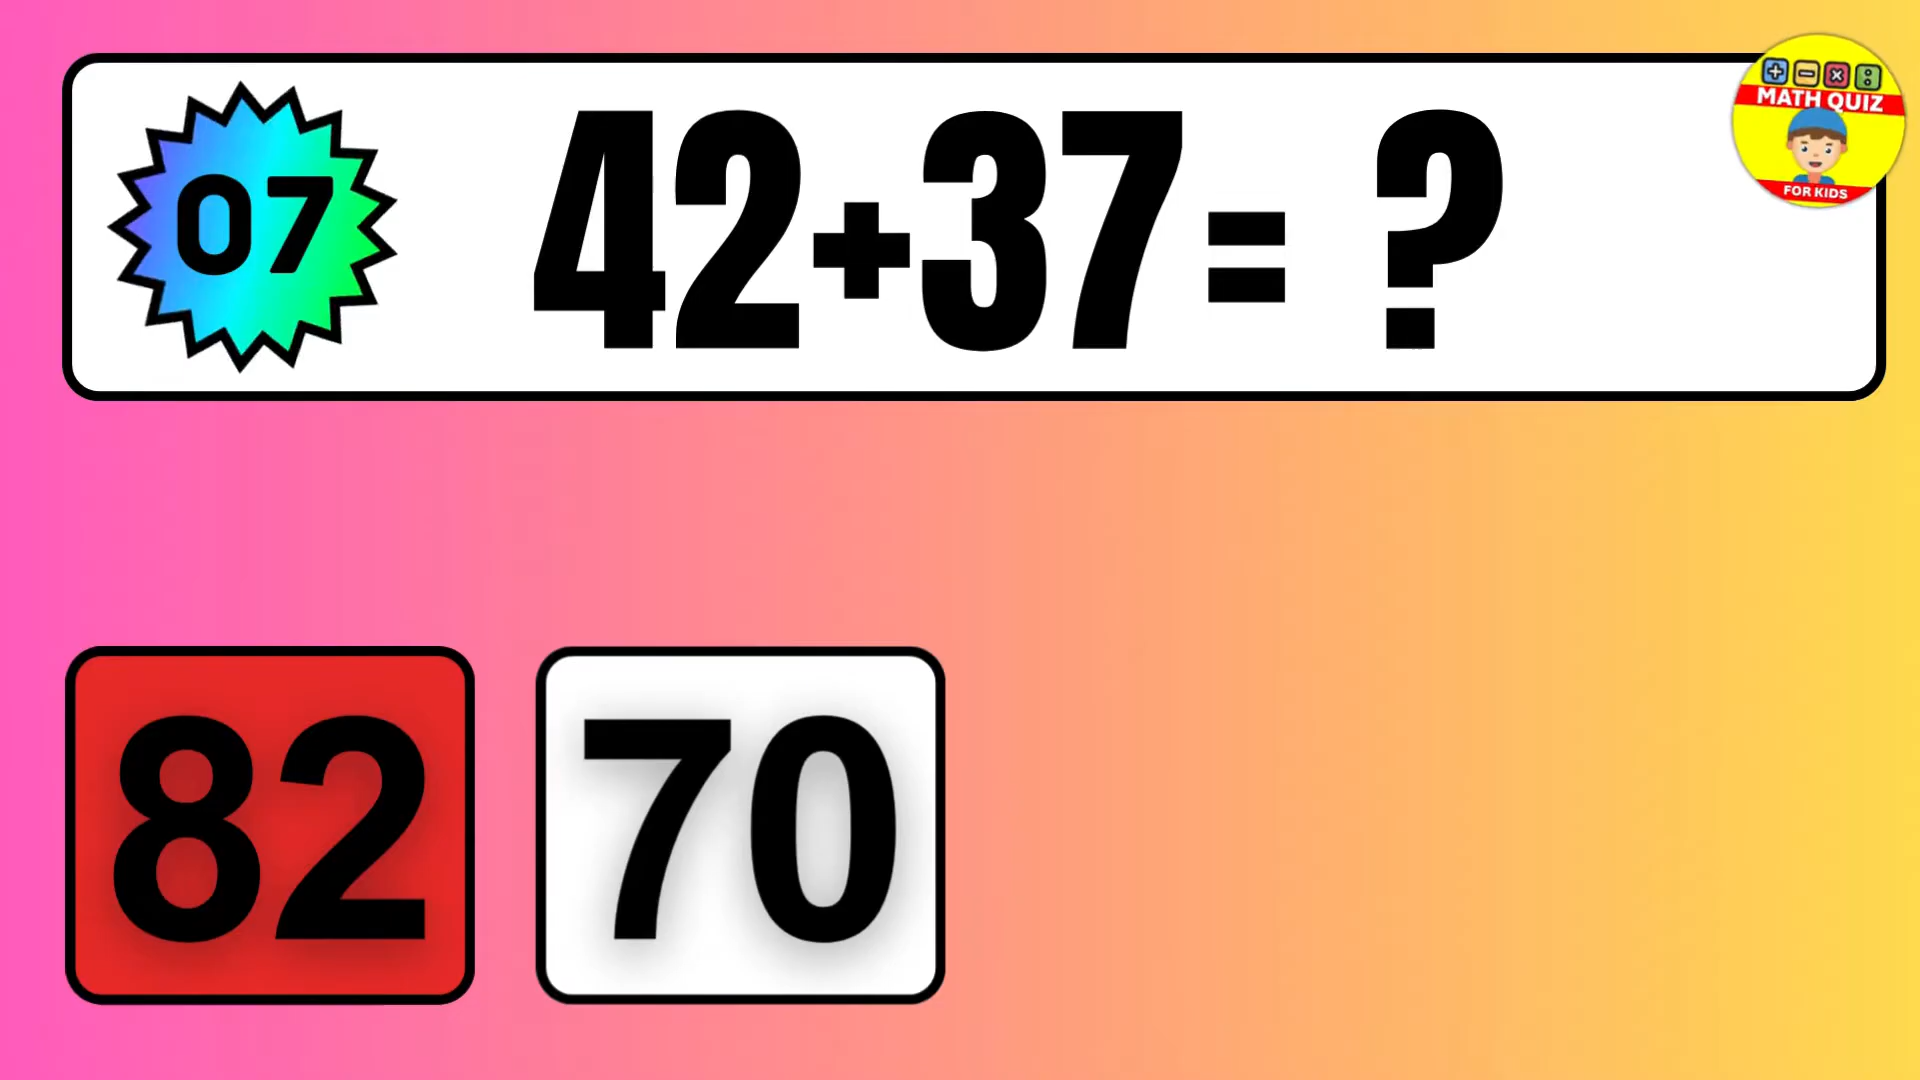 07
42+37= ?
+ - × :
MATH QUIZ
FOR KIDS
82
70